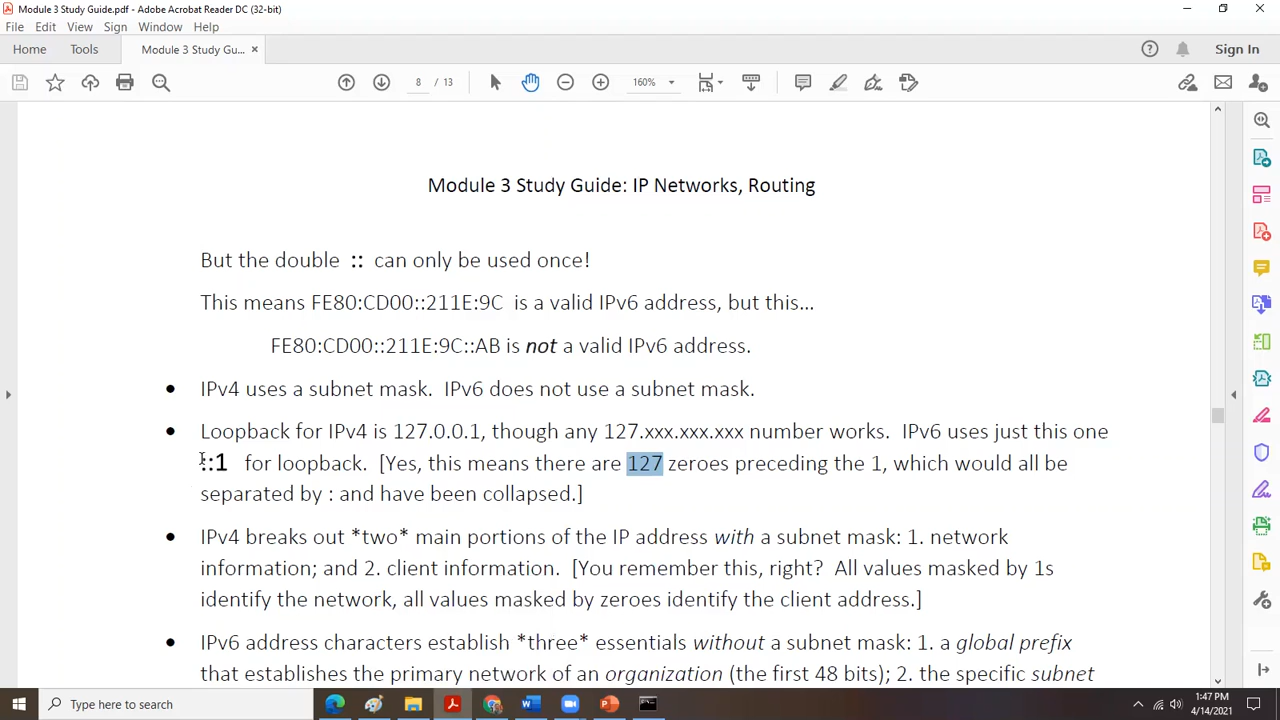 Module 3 Study Guide.pdf - Adobe Acrobat Reader DC (32-bit)
File Edit View Sign Window Help
Home Tools Module 3 Study Gu... × Sign In
8 / 13 160%
Module 3 Study Guide: IP Networks, Routing
But the double :: can only be used once!
This means FE80:CD00::211E:9C is a valid IPv6 address, but this...
FE80:CD00::211E:9C::AB is not a valid IPv6 address.
• IPv4 uses a subnet mask. IPv6 does not use a subnet mask.
• Loopback for IPv4 is 127.0.0.1, though any 127.xxx.xxx.xxx number works. IPv6 uses just this one
::1 for loopback. [Yes, this means there are 127 zeroes preceding the 1, which would all be
separated by : and have been collapsed.]
• IPv4 breaks out *two* main portions of the IP address with a subnet mask: 1. network
information; and 2. client information. [You remember this, right? All values masked by 1s
identify the network, all values masked by zeroes identify the client address.]
• IPv6 address characters establish *three* essentials without a subnet mask: 1. a global prefix
that establishes the primary network of an organization (the first 48 bits); 2. the specific subnet
Type here to search
1:47 PM
4/14/2021